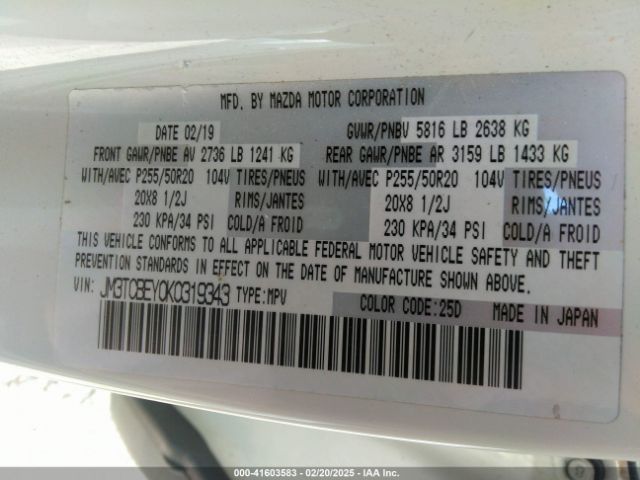 MFD. BY MAZDA MOTOR CORPORATION
DATE 02/19 GVWR/PNBV 5816 LB 2638 KG
FRONT GAWR/PNBE AV 2736 LB 1241 KG REAR GAWR/PNBE AR 3159 LB 1433 KG
WITH/AVEC P255/50R20 104V TIRES/PNEUS WITH/AVEC P255/50R20 104V TIRES/PNEUS
20X8 1/2J RIMS/JANTES 20X8 1/2J RIMS/JANTES
230 KPA/34 PSI COLD/A FROID 230 KPA/34 PSI COLD/A FROID
THIS VEHICLE CONFORMS TO ALL APPLICABLE FEDERAL MOTOR VEHICLE SAFETY AND THEFT
PREVENTION STANDARDS IN EFFECT ON THE DATE OF MANUFACTURE SHOWN ABOVE.
VIN: JM3TCBEY0K0319343 TYPE:MPV
COLOR CODE:25D MADE IN JAPAN
000-41603583 / 02/20/2025 - IAA Inc.